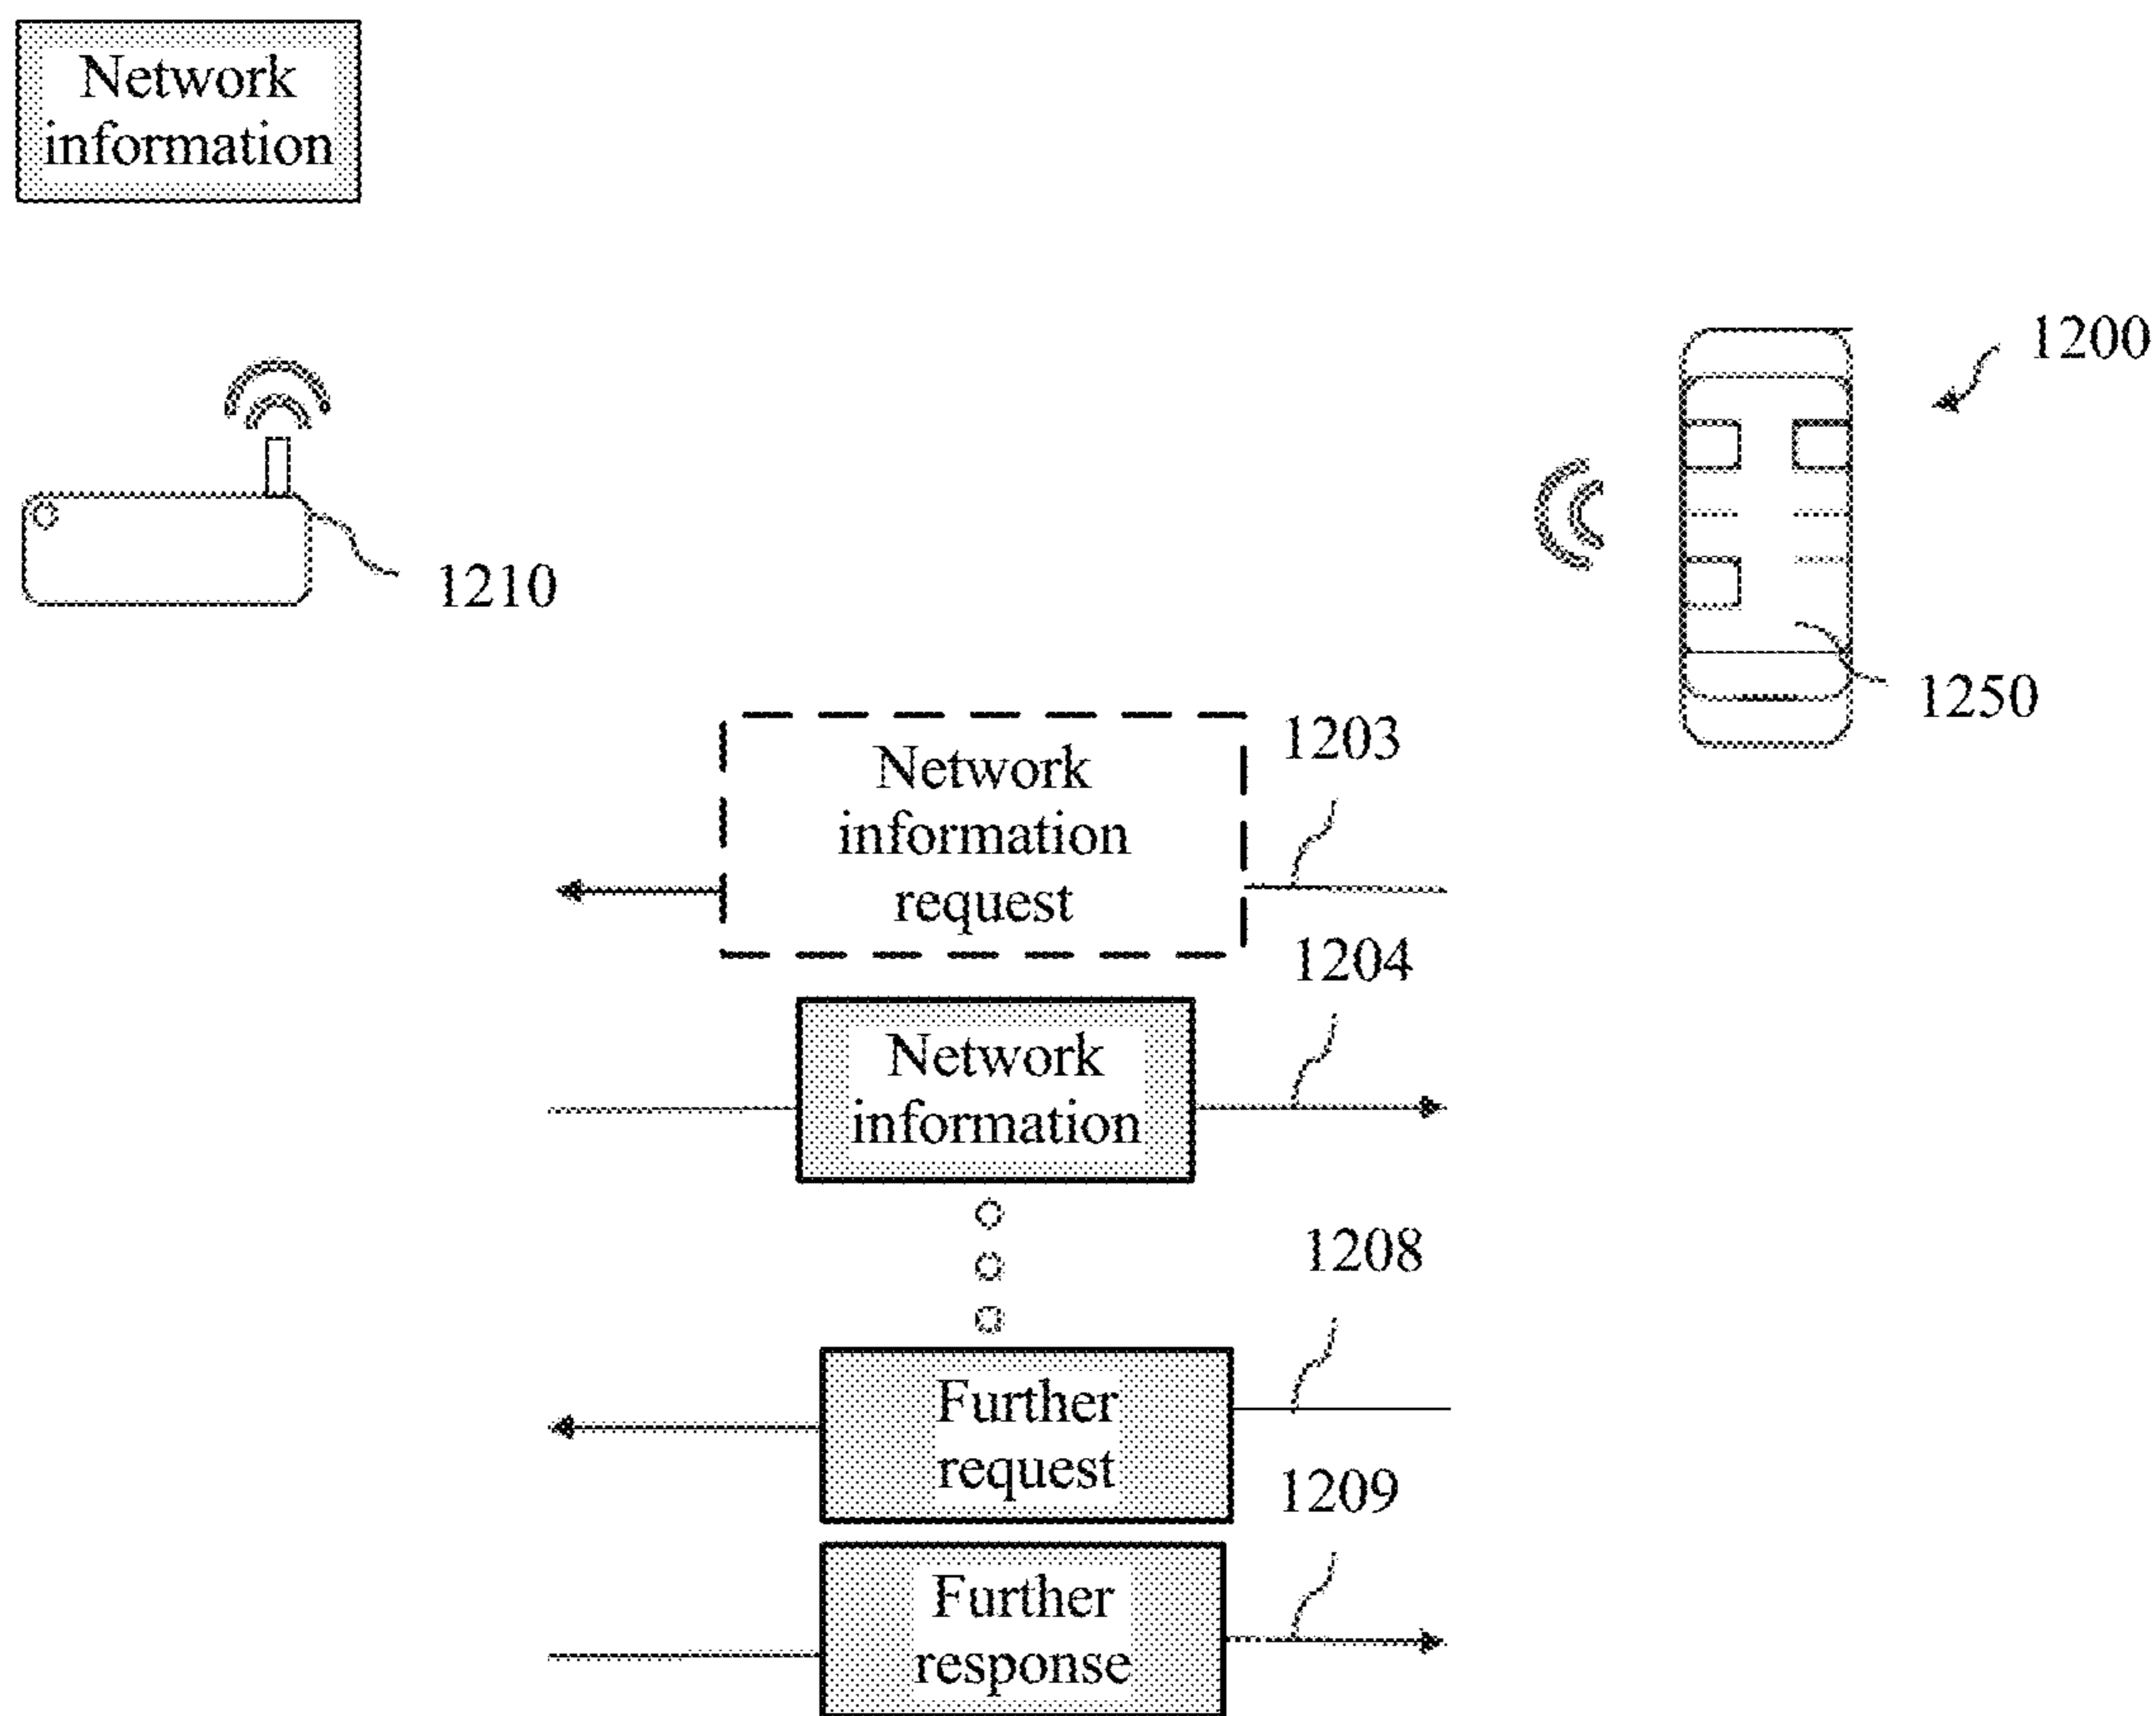 Network
information
1200
1210
1250
1203
Network
information
request
1204
Network
information
1208
Further
request
1209
Further
response